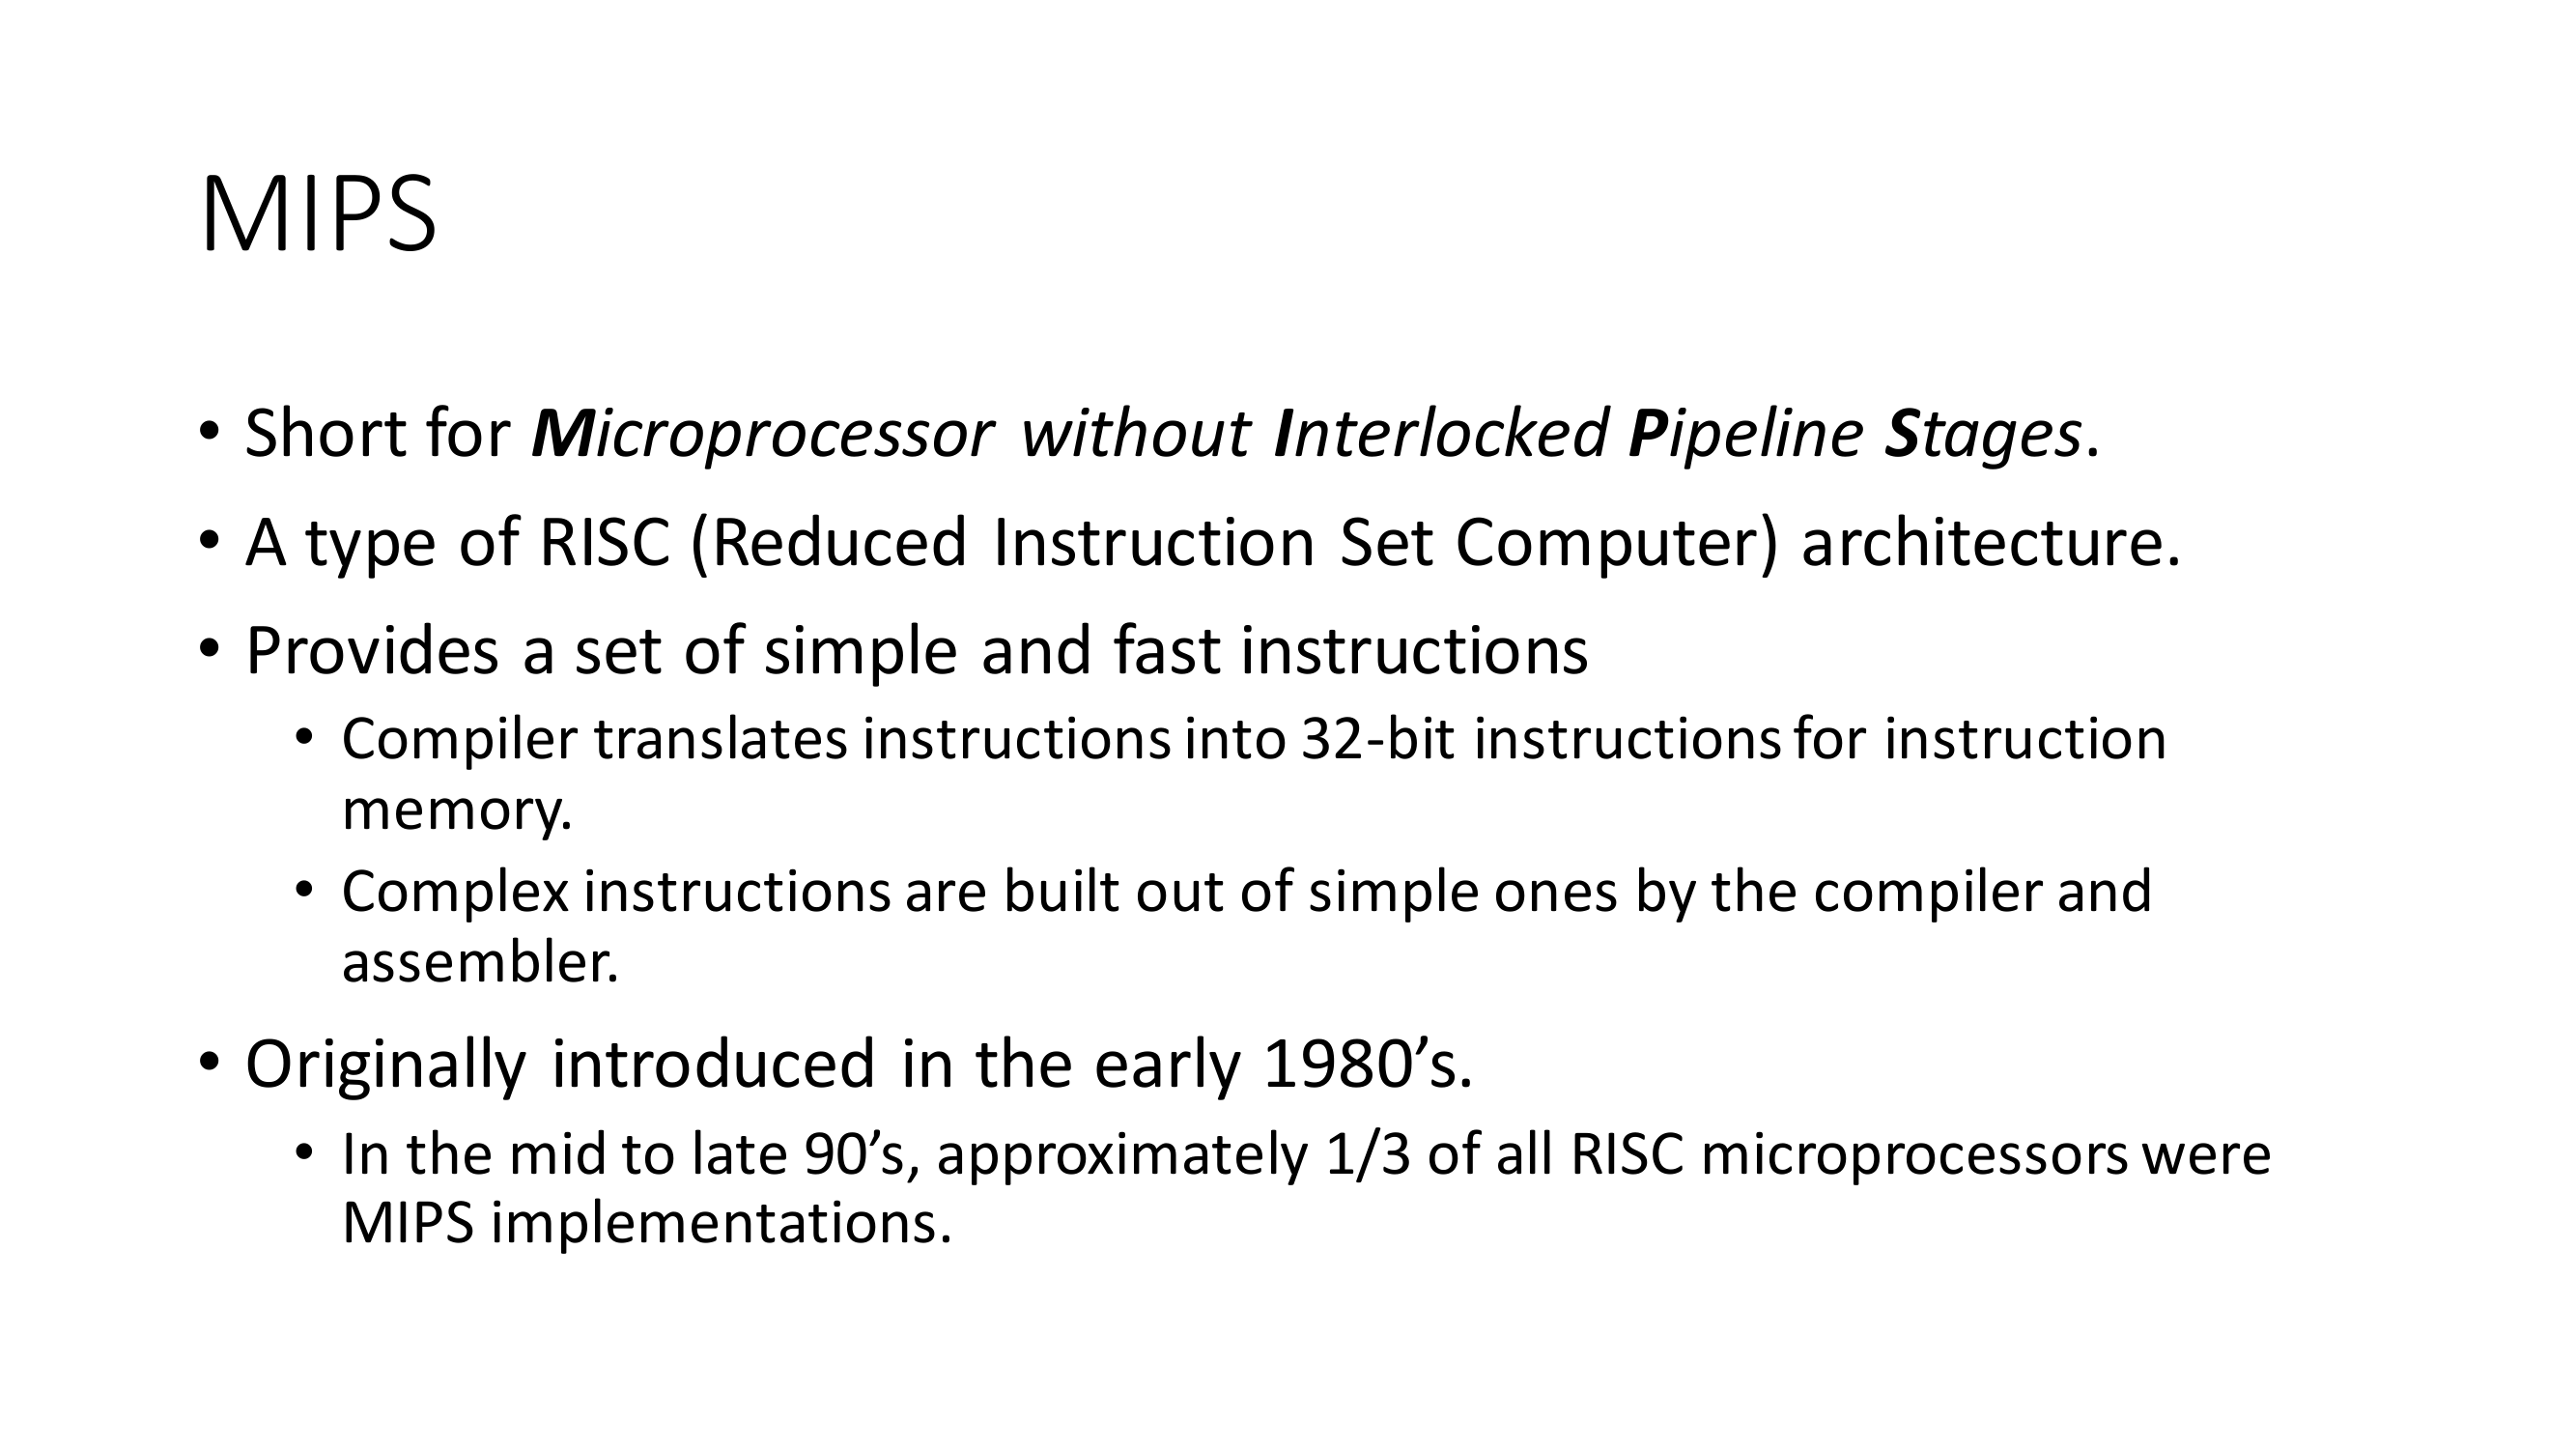 MIPS
• Short for Microprocessor without Interlocked Pipeline Stages.
• A type of RISC (Reduced Instruction Set Computer) architecture.
• Provides a set of simple and fast instructions
• Compiler translates instructions into 32-bit instructions for instruction
memory.
• Complex instructions are built out of simple ones by the compiler and
assembler.
• Originally introduced in the early 1980’s.
• In the mid to late 90’s, approximately 1/3 of all RISC microprocessors were
MIPS implementations.